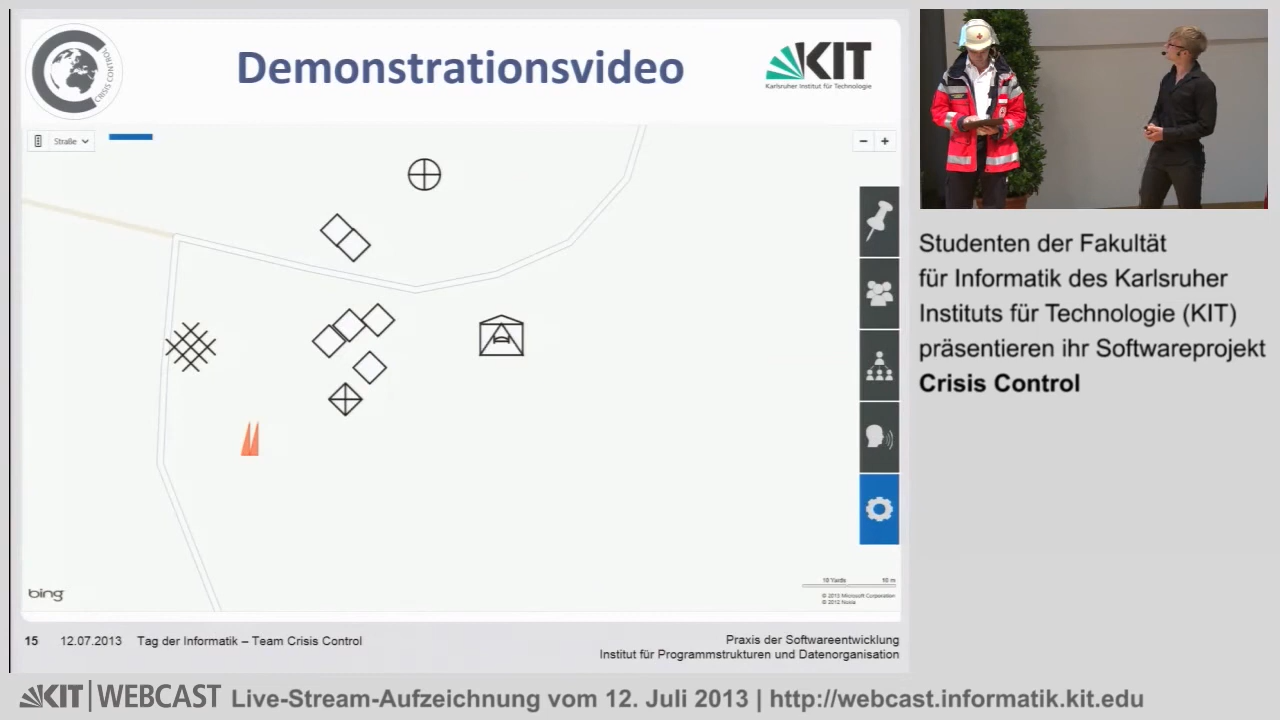 CRISIS CONTROL
Demonstrationsvideo
KIT
Karlsruher Institut für Technologie
Straße
bing
10 Yards 10 m
© 2013 Microsoft Corporation
© 2012 Nokia
15 12.07.2013 Tag der Informatik – Team Crisis Control
Praxis der Softwareentwicklung
Institut für Programmstrukturen und Datenorganisation
Studenten der Fakultät
für Informatik des Karlsruher
Instituts für Technologie (KIT)
präsentieren ihr Softwareprojekt
Crisis Control
KIT | WEBCAST Live-Stream-Aufzeichnung vom 12. Juli 2013 | http://webcast.informatik.kit.edu